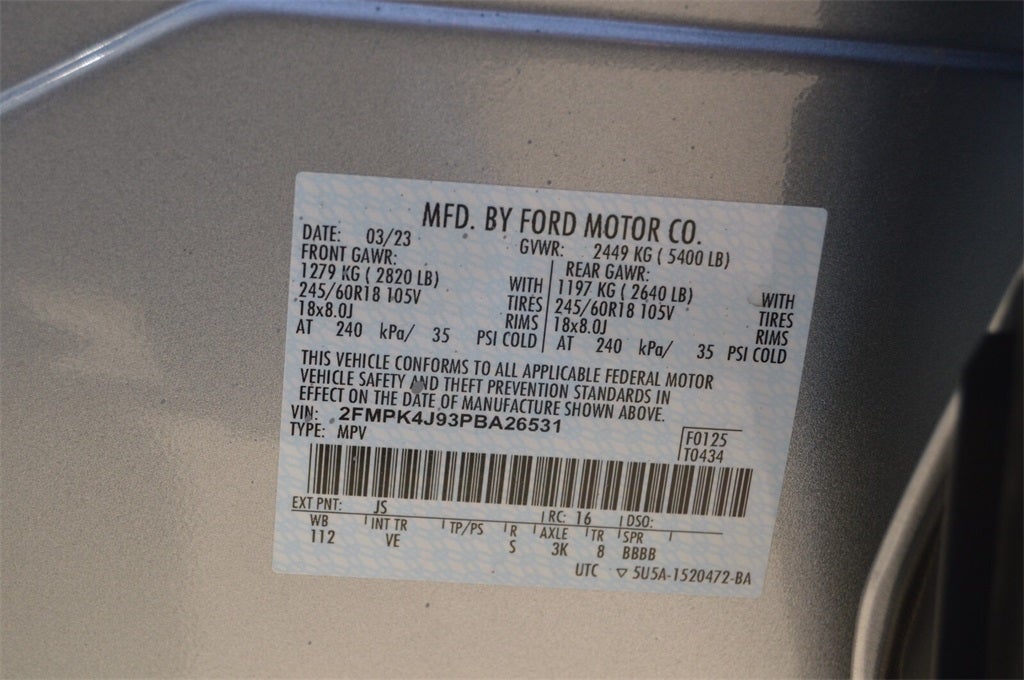 MFD. BY FORD MOTOR CO.
DATE: 03/23 GVWR: 2449 KG ( 5400 LB)
FRONT GAWR: REAR GAWR:
1279 KG ( 2820 LB) WITH 1197 KG ( 2640 LB) WITH
245/60R18 105V TIRES 245/60R18 105V TIRES
18x8.0J RIMS 18x8.0J RIMS
AT 240 kPa/ 35 PSI COLD AT 240 kPa/ 35 PSI COLD
THIS VEHICLE CONFORMS TO ALL APPLICABLE FEDERAL MOTOR
VEHICLE SAFETY AND THEFT PREVENTION STANDARDS IN
EFFECT ON THE DATE OF MANUFACTURE SHOWN ABOVE.
VIN: 2FMPK4J93PBA26531
TYPE: MPV F0125
T0434
EXT PNT: JS RC: 16 DSO:
WB INT TR TP/PS R AXLE TR SPR
112 VE S 3K 8 BBBB
UTC ▽ 5U5A-1520472-BA